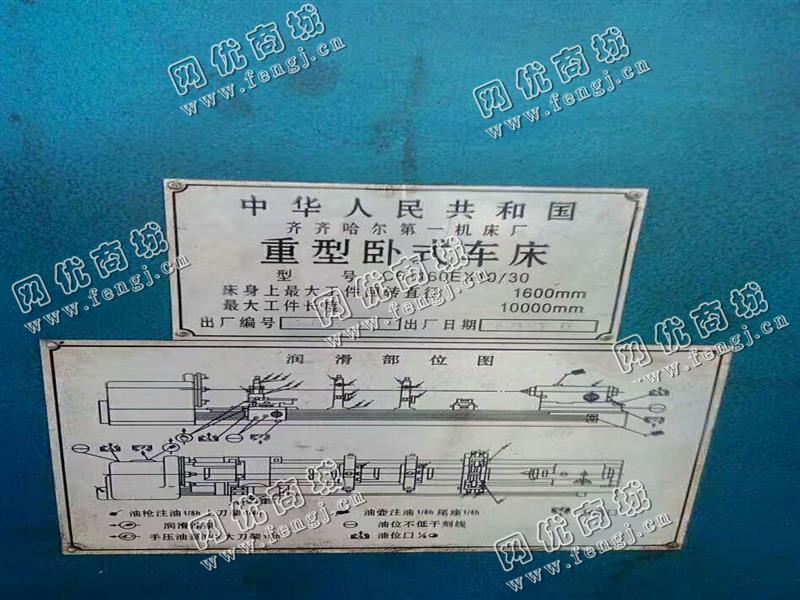 网优商城
www.fengj.cn
网优商城
www.fengj.cn
中华人民共和国
齐齐哈尔第一机床厂
重型卧式车床
型 号
床身上最大工件回转直径 1600mm
最大工件长度 10000mm
出厂编号 出厂日期
网优商城
www.fengj.cn
网优商城
www.fengj.cn
润滑部位图
油枪注油1/8h 大刀架
油壶注油1/8h 尾座1/4h
油位不低于刻线
手压油泵 大刀架
油位口
网优商城
www.fengj.cn
网优商城
www.fengj.cn